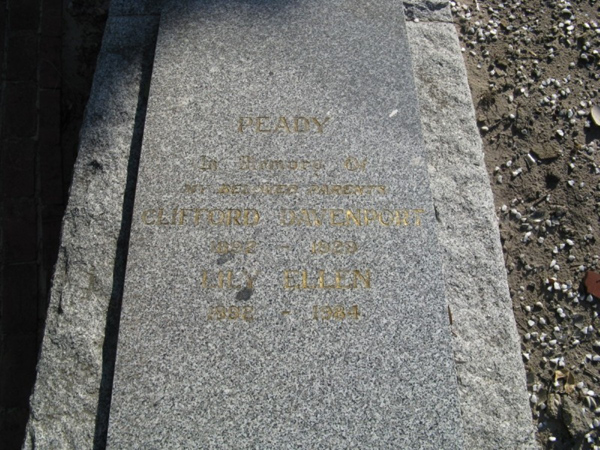 PEADY
In Memory of
MY BELOVED PARENTS
CLIFFORD DAVENPORT
LILY ELLEN
- 1984